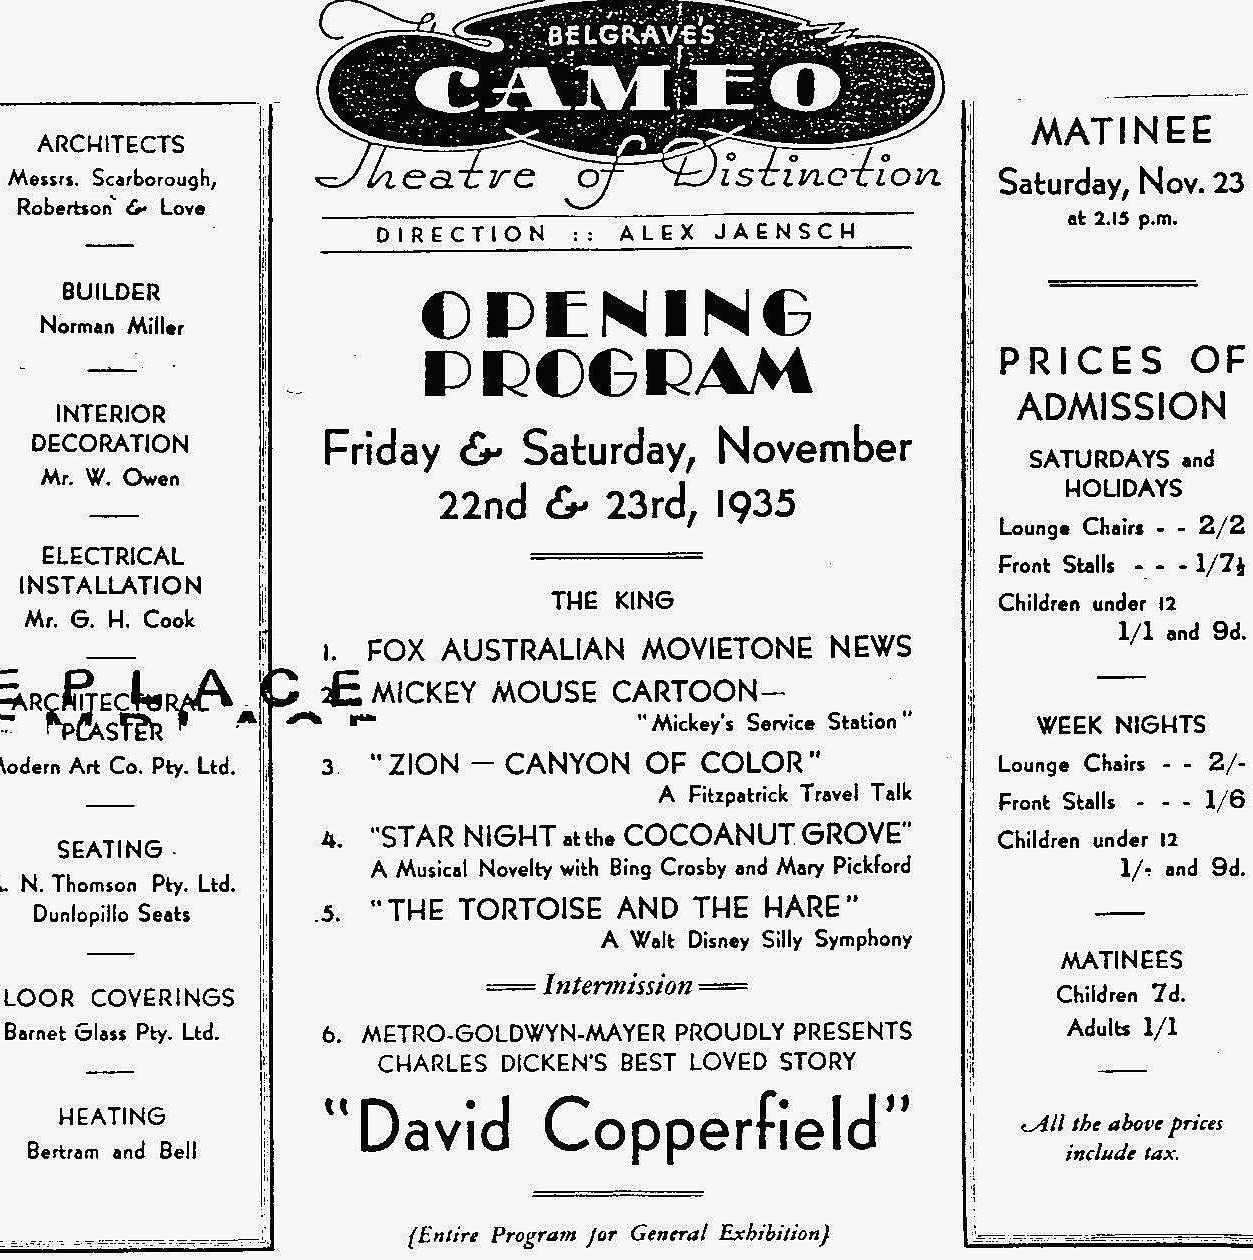 BELGRAVE'S
CAMEO
Theatre of Distinction
DIRECTION :: ALEX JAENSCH
OPENING
PROGRAM
Friday & Saturday, November
22nd & 23rd, 1935
THE KING
1. FOX AUSTRALIAN MOVIETONE NEWS
2. MICKEY MOUSE CARTOON—
"Mickey's Service Station"
3. "ZION — CANYON OF COLOR"
A Fitzpatrick Travel Talk
4. "STAR NIGHT at the COCOANUT GROVE"
A Musical Novelty with Bing Crosby and Mary Pickford
5. "THE TORTOISE AND THE HARE"
A Walt Disney Silly Symphony
Intermission
6. METRO-GOLDWYN-MAYER PROUDLY PRESENTS
CHARLES DICKEN'S BEST LOVED STORY
"David Copperfield"
(Entire Program for General Exhibition)
ARCHITECTS
Messrs. Scarborough,
Robertson & Love
BUILDER
Norman Miller
INTERIOR
DECORATION
Mr. W. Owen
ELECTRICAL
INSTALLATION
Mr. G. H. Cook
E PLACE
ARCHITECTURAL
PLASTER
odern Art Co. Pty. Ltd.
SEATING
. N. Thomson Pty. Ltd.
Dunlopillo Seats
LOOR COVERINGS
Barnet Glass Pty. Ltd.
HEATING
Bertram and Bell
MATINEE
Saturday, Nov. 23
at 2.15 p.m.
PRICES OF
ADMISSION
SATURDAYS and
HOLIDAYS
Lounge Chairs - - 2/2
Front Stalls - - - 1/7½
Children under 12
1/1 and 9d.
WEEK NIGHTS
Lounge Chairs - - 2/-
Front Stalls - - - 1/6
Children under 12
1/- and 9d.
MATINEES
Children 7d.
Adults 1/1
All the above prices
include tax.